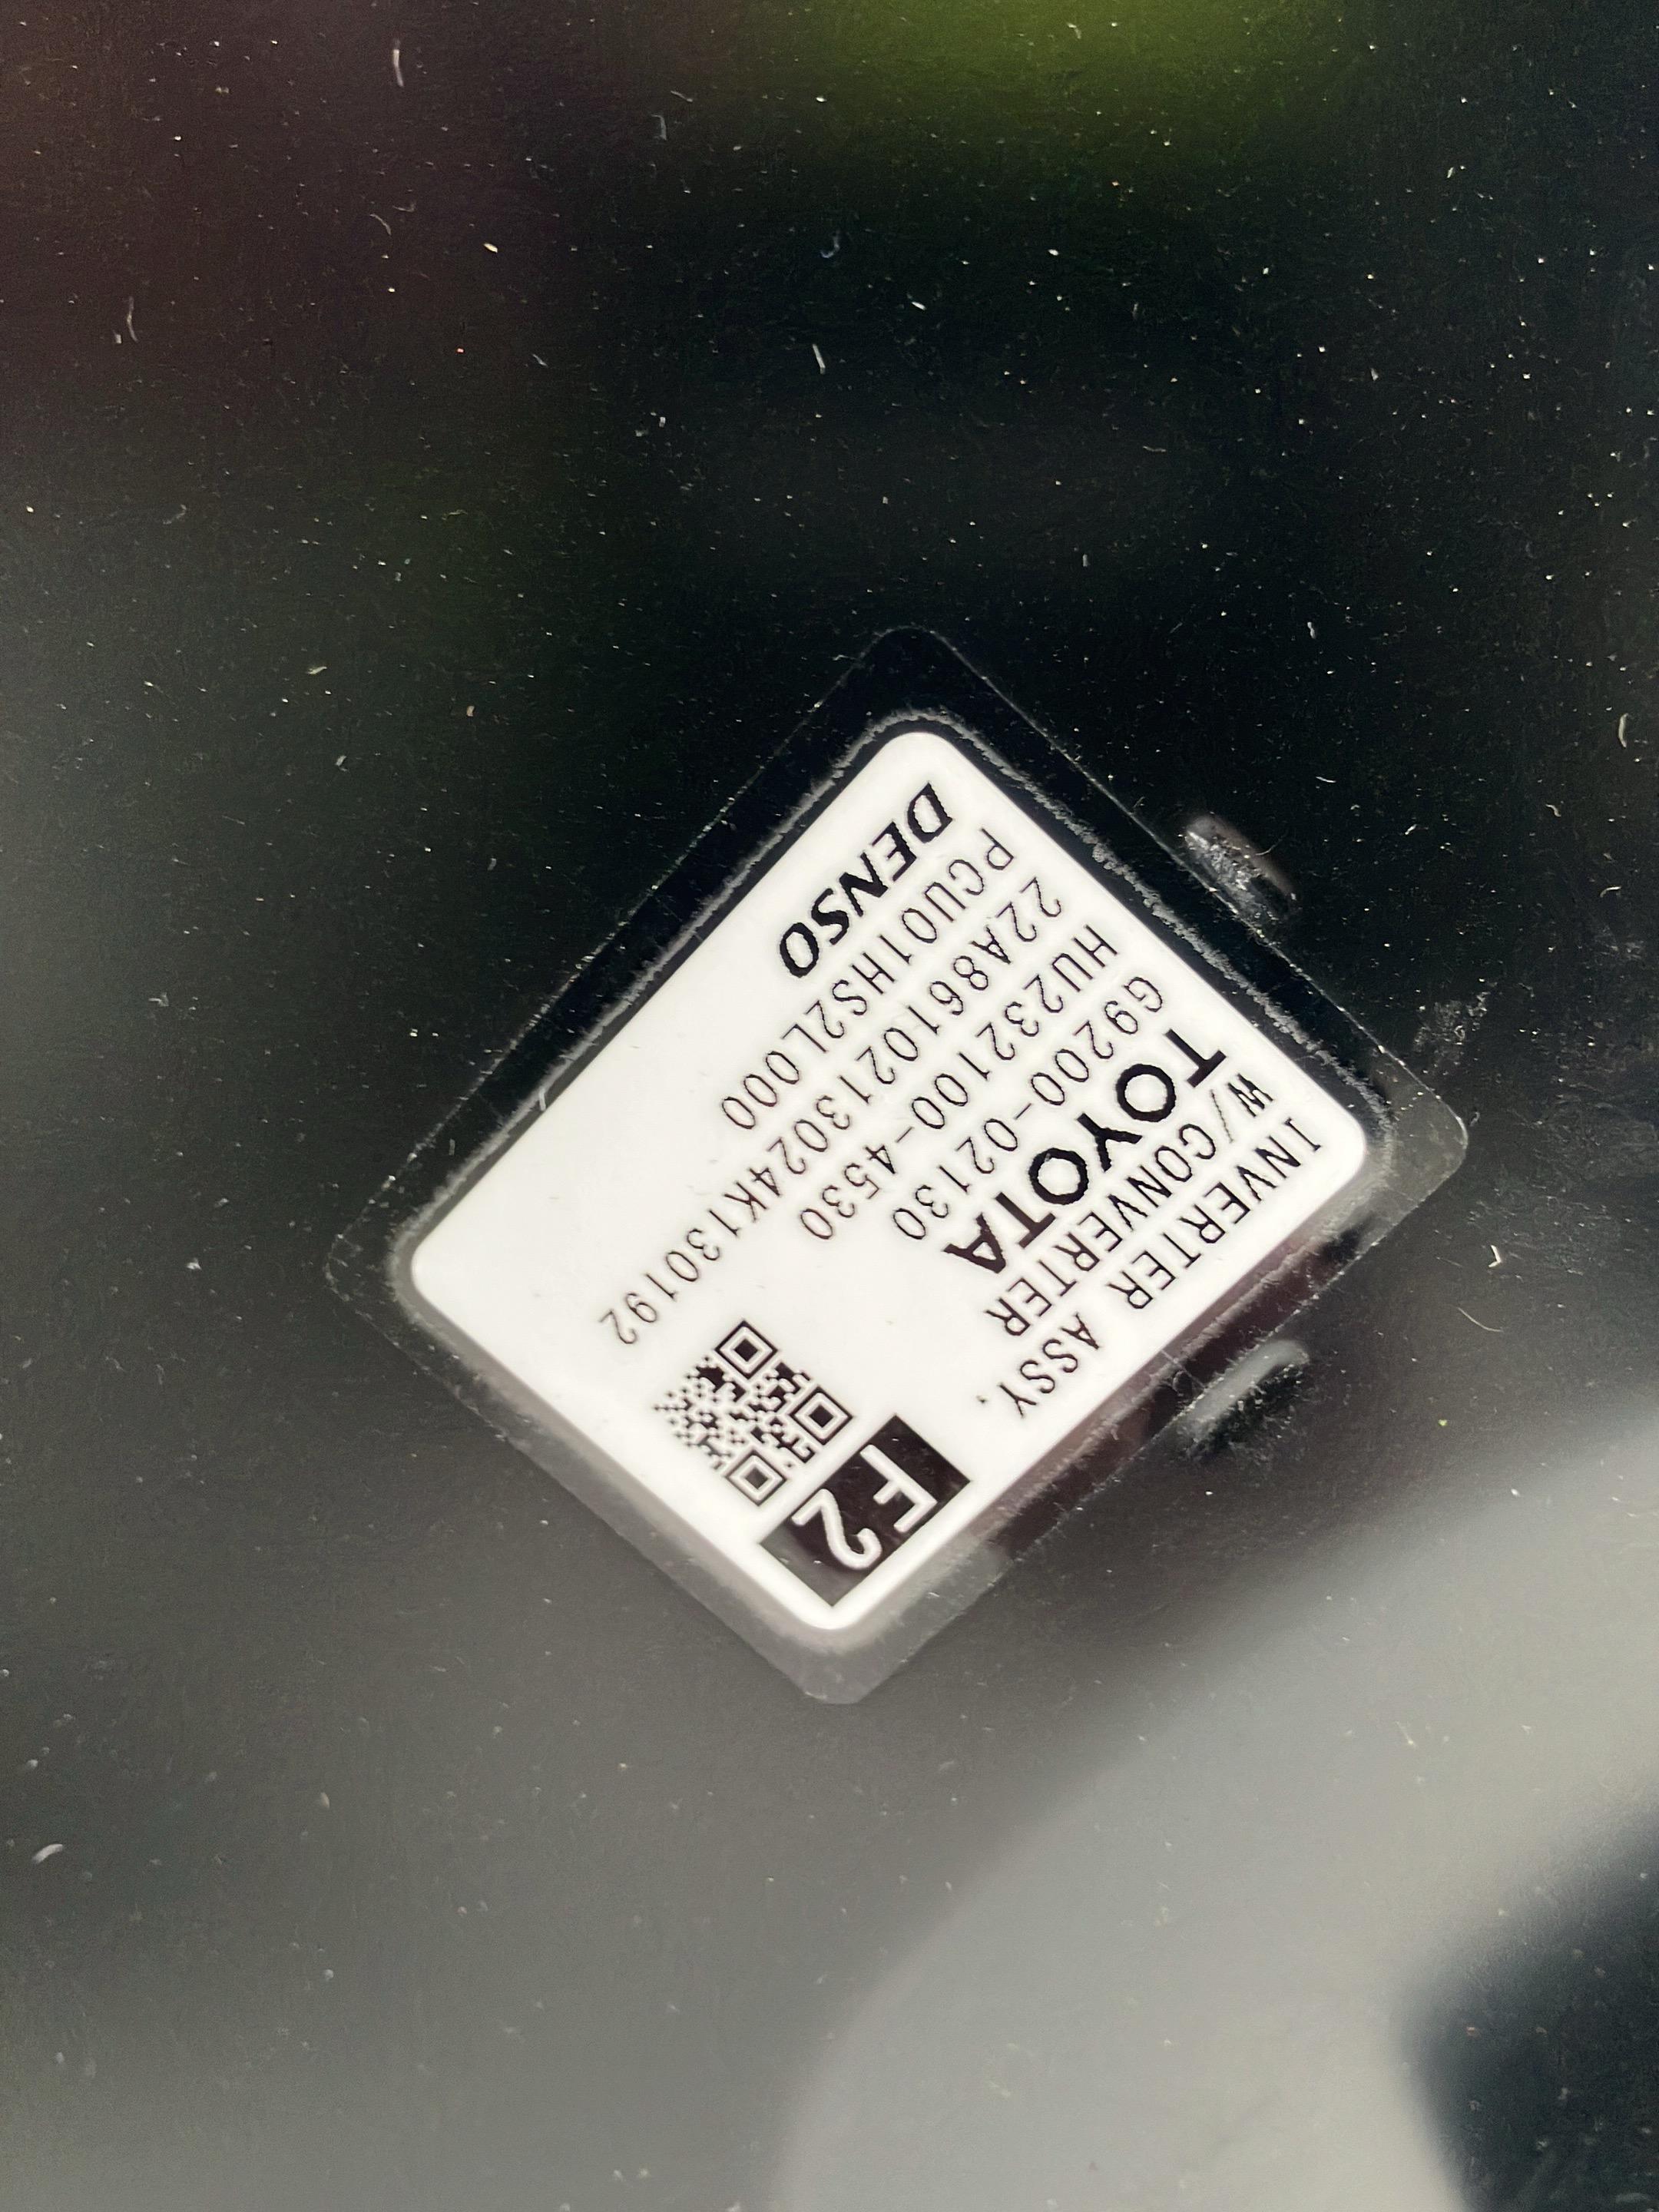 INVERTER ASSY,
W/CONVERTER
TOYOTA
F2
G9200-02130
HU232100-4530
22A8610213024K130192
PCU01HS2L000
DENSO